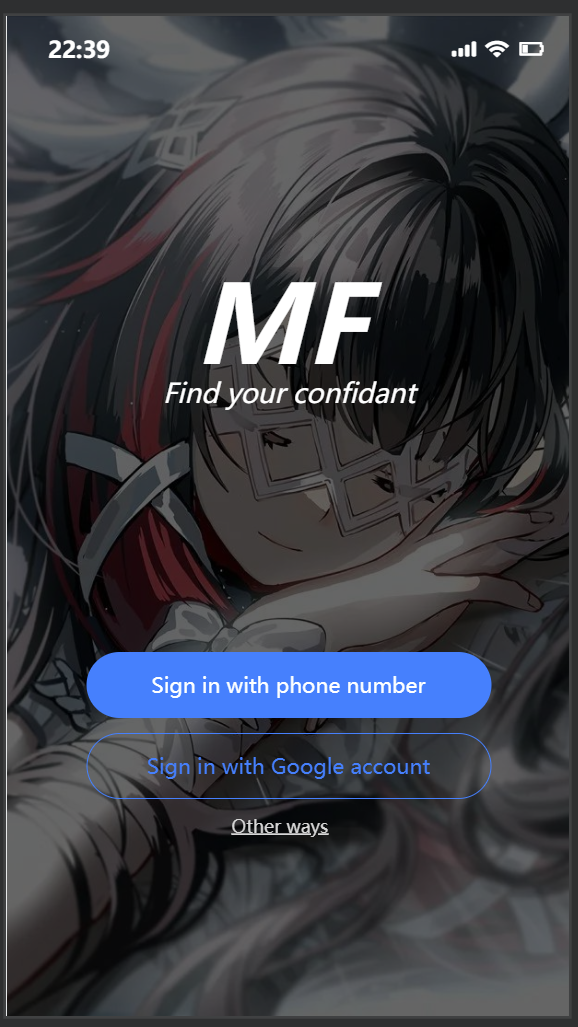 22:39
MF
Find your confidant
Sign in with phone number
Sign in with Google account
Other ways